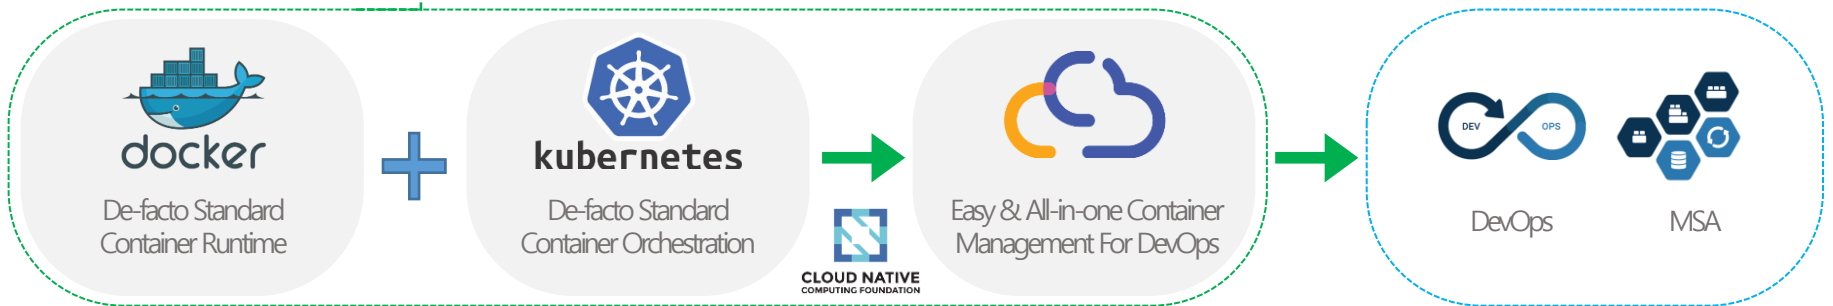 docker
De-facto Standard
Container Runtime
kubernetes
De-facto Standard
Container Orchestration
CLOUD NATIVE
COMPUTING FOUNDATION
Easy & All-in-one Container
Management For DevOps
DEV
OPS
DevOps
MSA